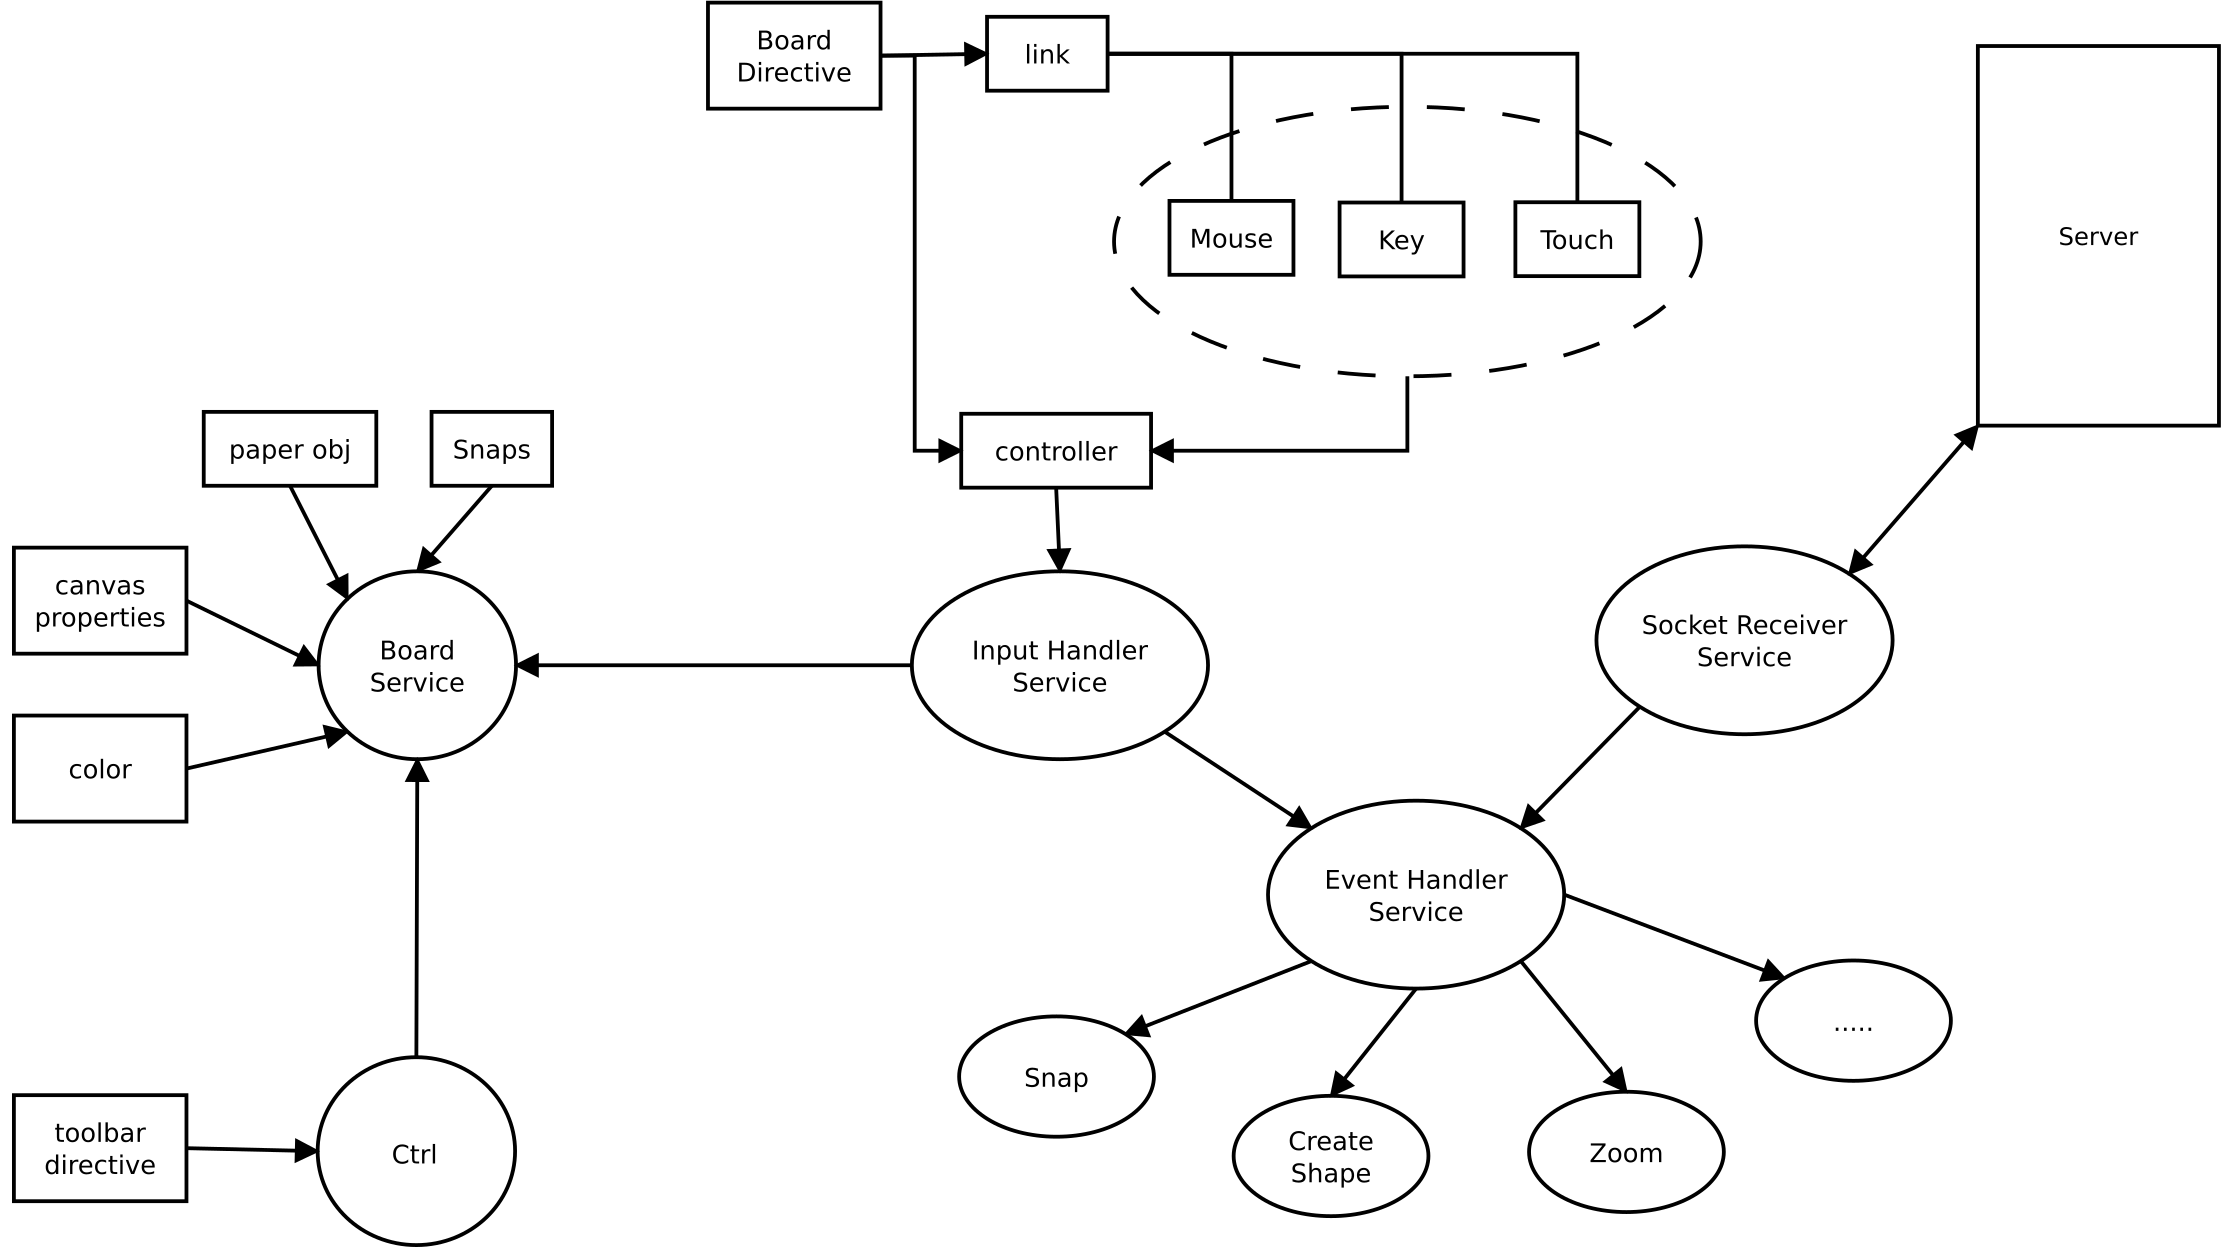 Board
Directive
link
Mouse
Key
Touch
Server
paper obj
Snaps
controller
canvas
properties
Board
Service
Input Handler
Service
Socket Receiver
Service
color
Event Handler
Service
.....
Snap
Create
Shape
Zoom
toolbar
directive
Ctrl